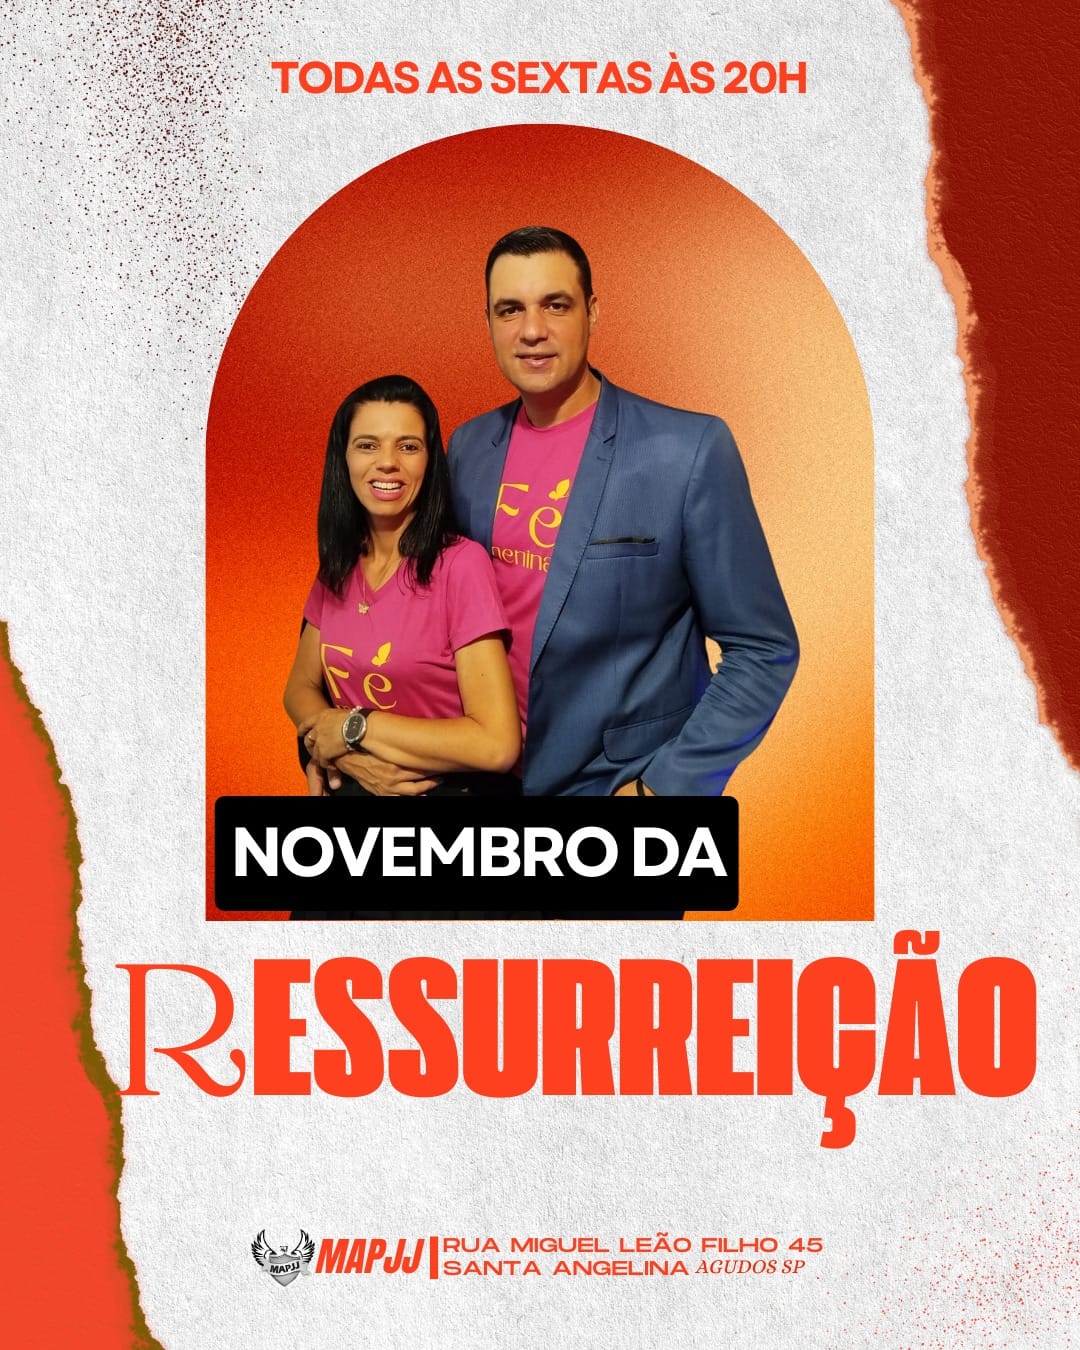 TODAS AS SEXTAS ÀS 20H
Fé
menina
Fé
NOVEMBRO DA
RESSURREIÇÃO
MAPJJ
MAPJJ
RUA MIGUEL LEÃO FILHO 45
SANTA ANGELINA AGUDOS SP